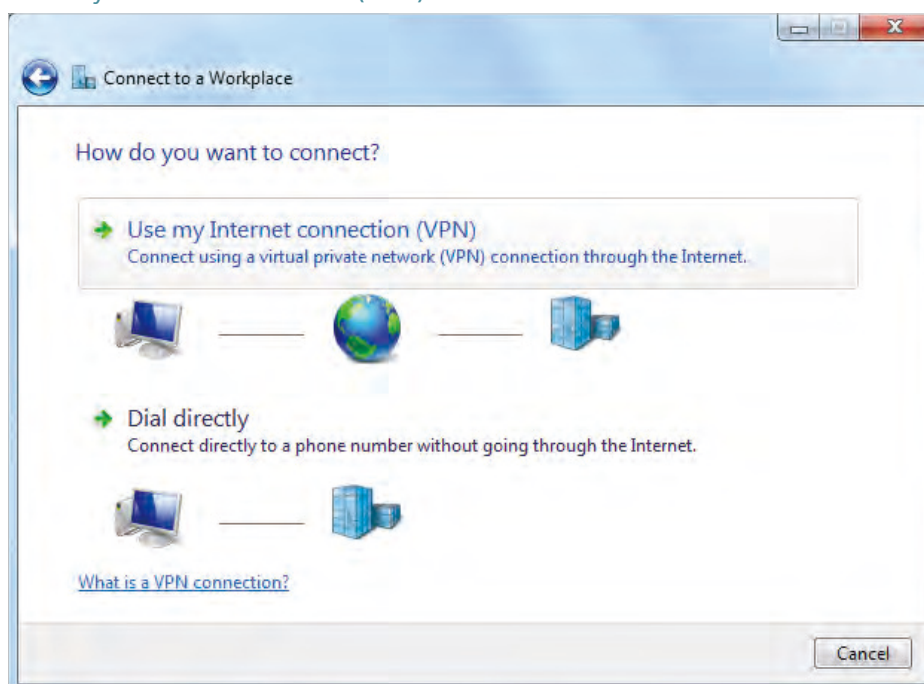 Connect to a Workplace
How do you want to connect?
Use my Internet connection (VPN)
Connect using a virtual private network (VPN) connection through the Internet.
Dial directly
Connect directly to a phone number without going through the Internet.
What is a VPN connection?
Cancel